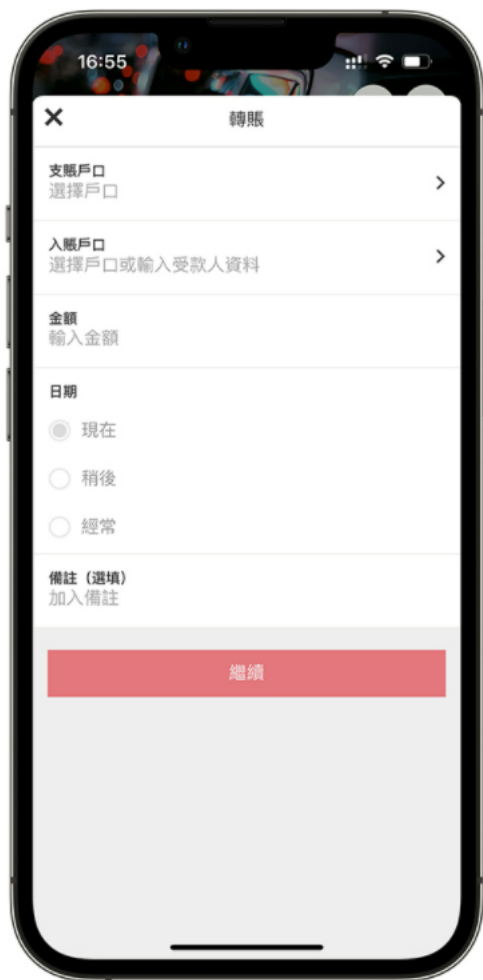 16:55
轉賬
支賬戶口
選擇戶口
入賬戶口
選擇戶口或輸入受款人資料
金額
輸入金額
日期
現在
稍後
經常
備註（選填）
加入備註
繼續